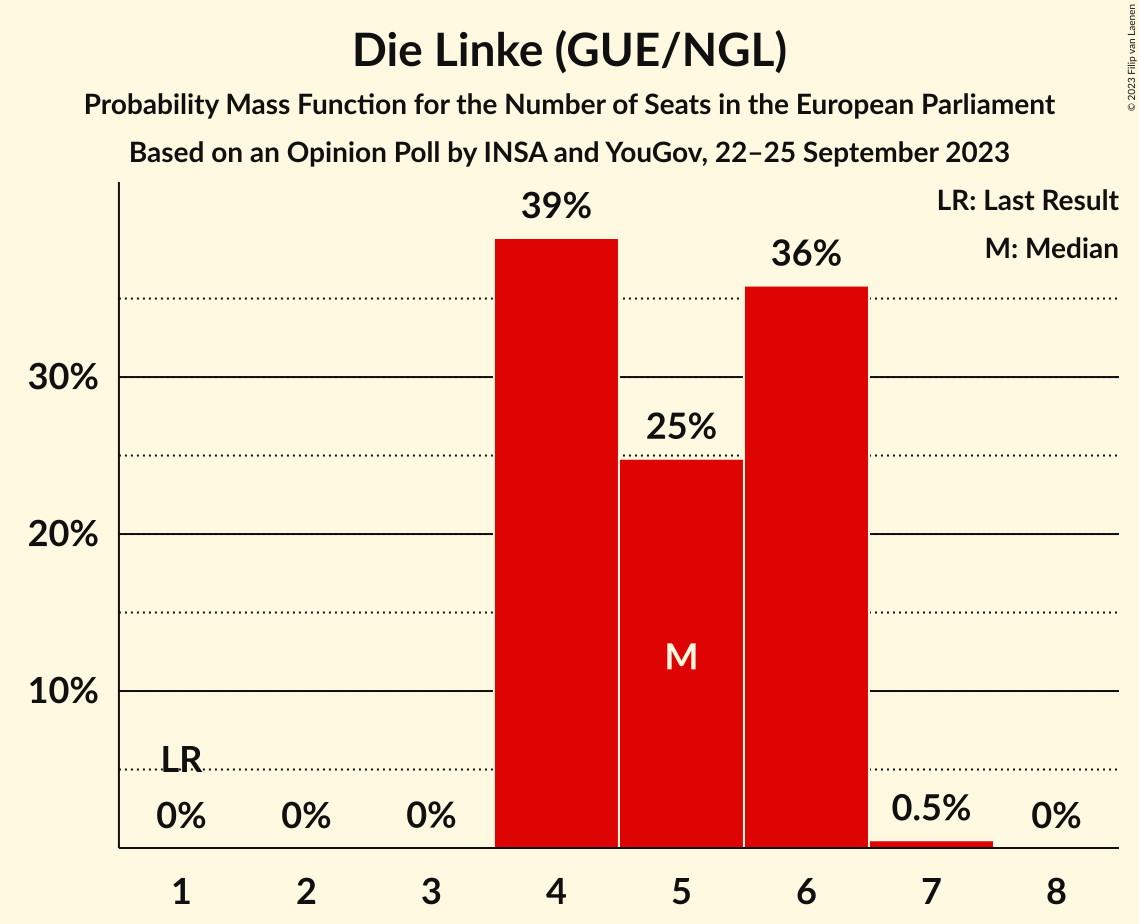 Die Linke (GUE/NGL)
Probability Mass Function for the Number of Seats in the European Parliament
Based on an Opinion Poll by INSA and YouGov, 22–25 September 2023
© 2023 Filip van Laenen
LR: Last Result
M: Median
39%
36%
30%
25%
20%
M
10%
LR
0%
0%
0%
0.5%
0%
1 2 3 4 5 6 7 8